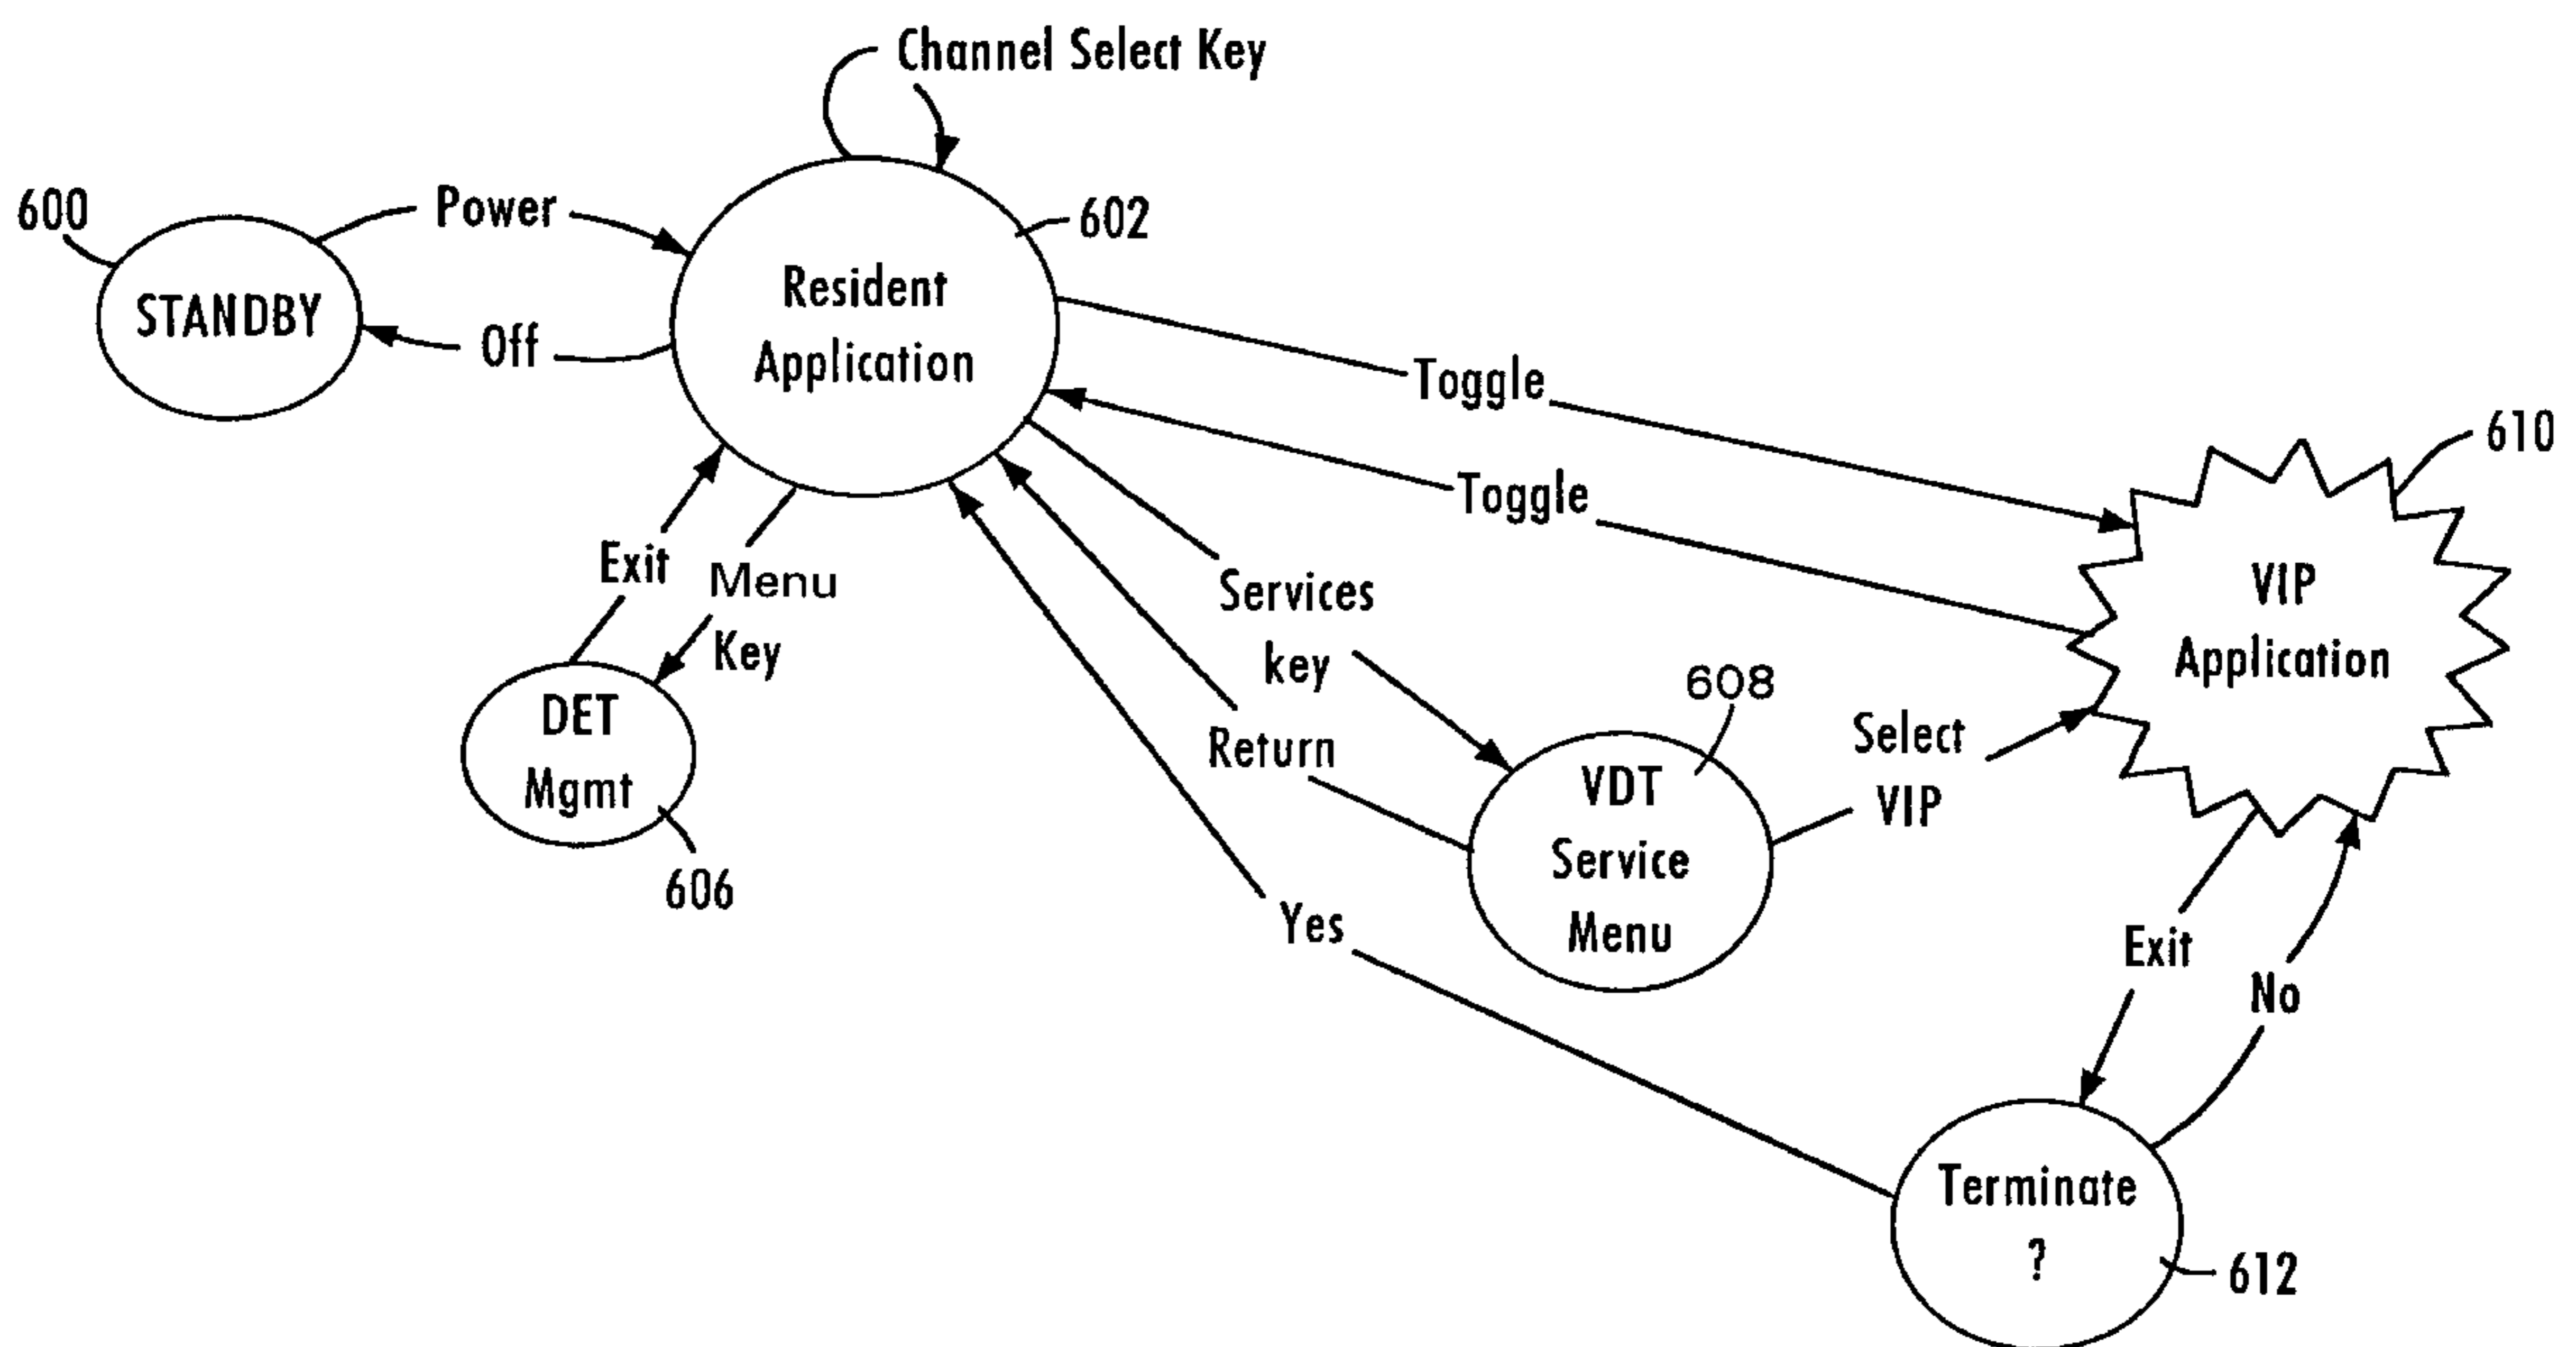 Channel Select Key
600
Power
602
STANDBY
Off
Resident
Application
Toggle
Toggle
610
VIP
Application
Exit
Menu
Key
DET
Mgmt
606
Services
key
Return
608
VDT
Service
Menu
Select
VIP
Yes
Exit
No
Terminate
?
612